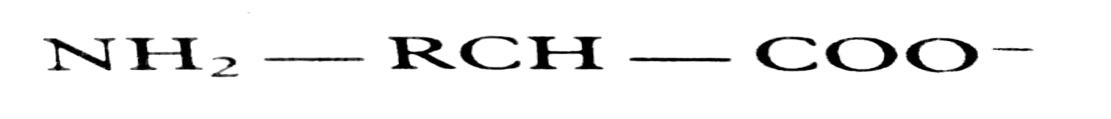 NH₂ — RCH — COO⁻